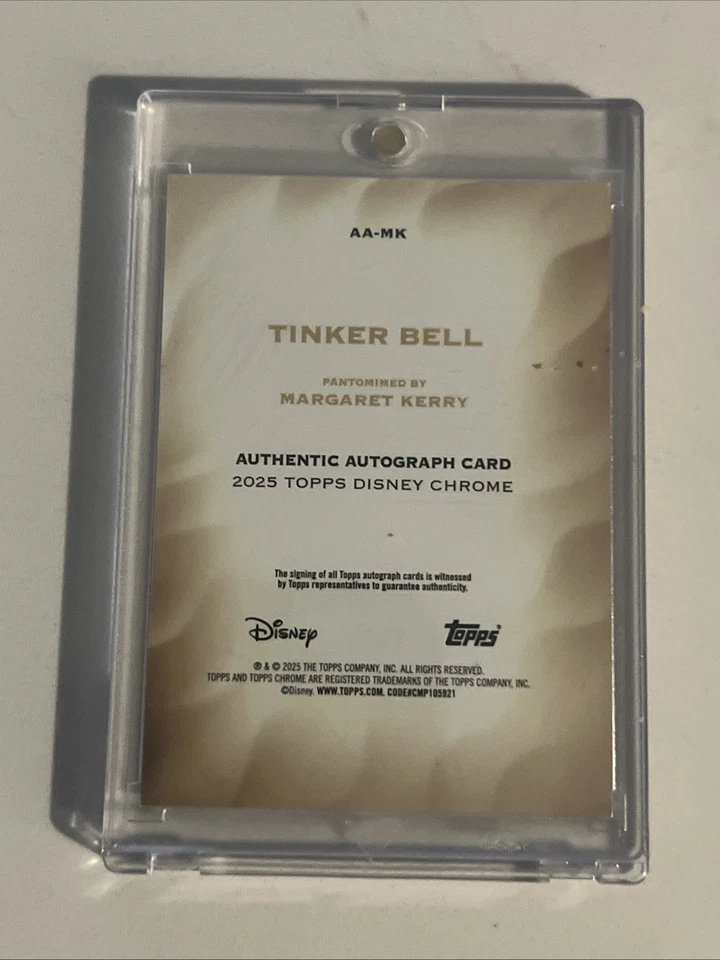 AA-MK
TINKER BELL
PANTOMIMED BY
MARGARET KERRY
AUTHENTIC AUTOGRAPH CARD
2025 TOPPS DISNEY CHROME
The signing of all Topps autograph cards is witnessed
by Topps representatives to guarantee authenticity.
Disney topps®
® & © 2025 THE TOPPS COMPANY, INC. ALL RIGHTS RESERVED.
TOPPS AND TOPPS CHROME ARE REGISTERED TRADEMARKS OF THE TOPPS COMPANY, INC.
©Disney. WWW.TOPPS.COM. CODE#CMP105921